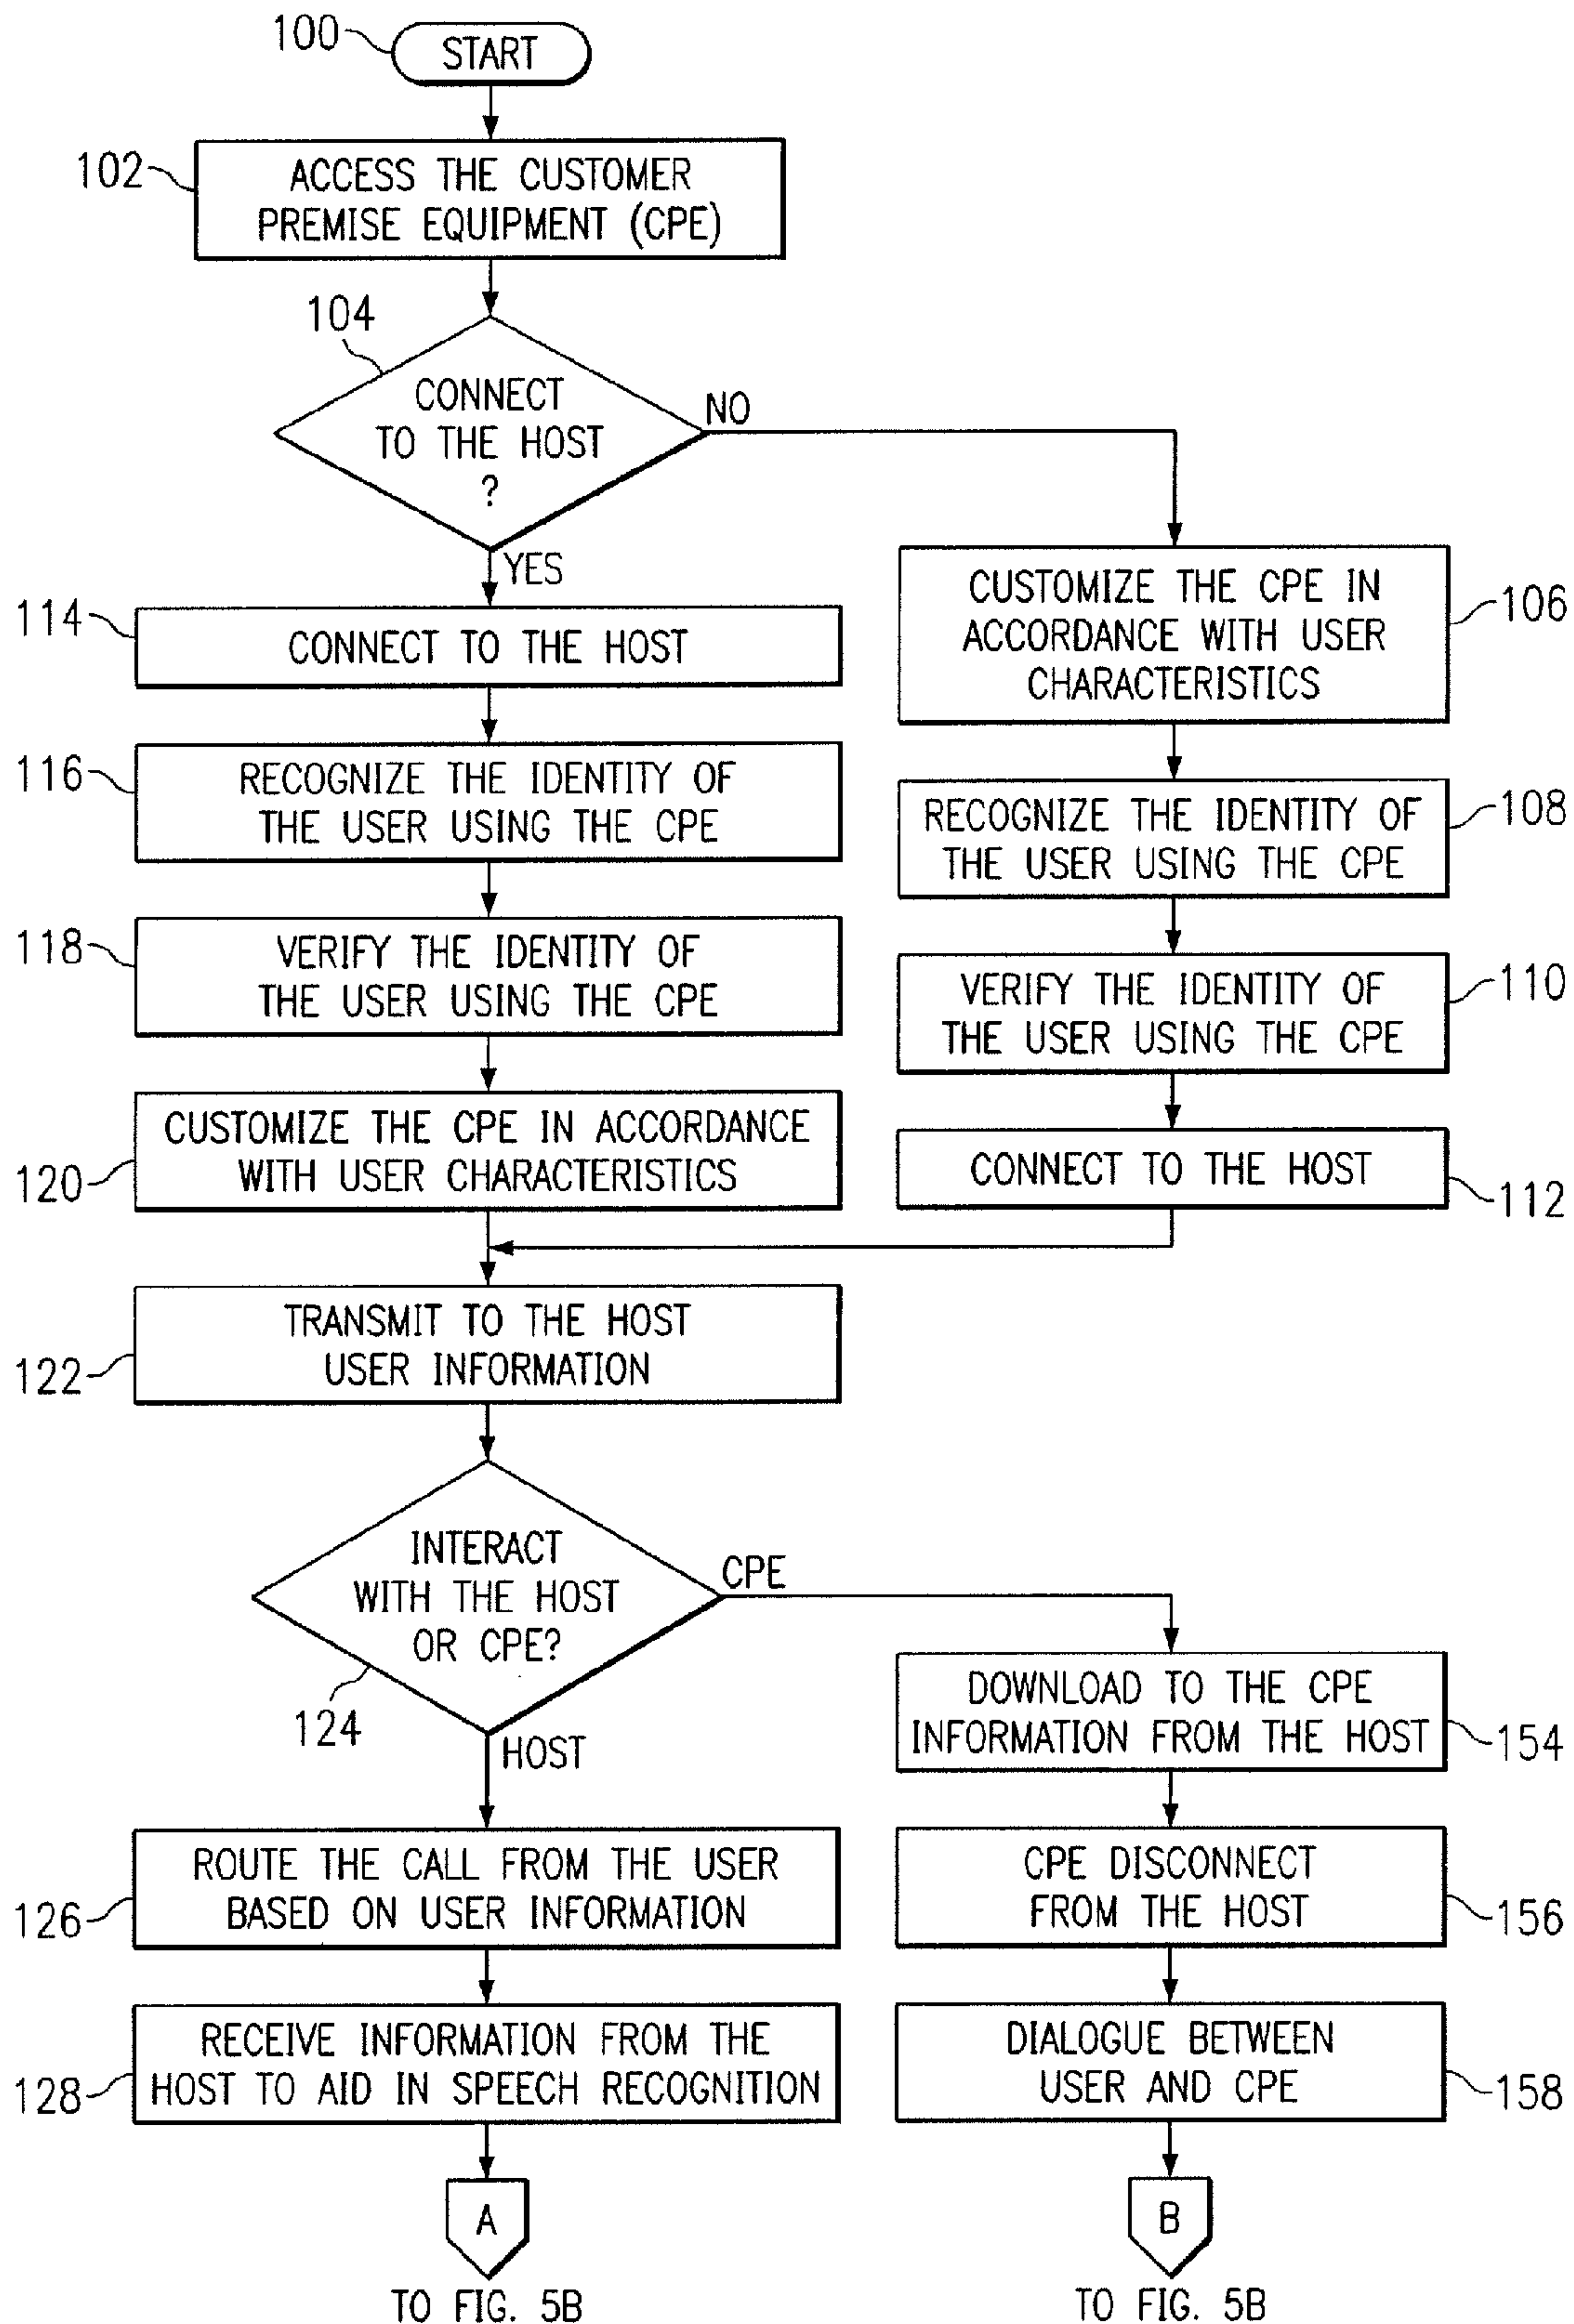 100
START
102
ACCESS THE CUSTOMER
PREMISE EQUIPMENT (CPE)
104
CONNECT
TO THE HOST
?
NO
YES
114
CONNECT TO THE HOST
CUSTOMIZE THE CPE IN
ACCORDANCE WITH USER
CHARACTERISTICS
106
116
RECOGNIZE THE IDENTITY OF
THE USER USING THE CPE
RECOGNIZE THE IDENTITY OF
THE USER USING THE CPE
108
118
VERIFY THE IDENTITY OF
THE USER USING THE CPE
VERIFY THE IDENTITY OF
THE USER USING THE CPE
110
CUSTOMIZE THE CPE IN ACCORDANCE
WITH USER CHARACTERISTICS
120
CONNECT TO THE HOST
112
TRANSMIT TO THE HOST
USER INFORMATION
122
INTERACT
WITH THE HOST
OR CPE?
CPE
124
HOST
DOWNLOAD TO THE CPE
INFORMATION FROM THE HOST
154
ROUTE THE CALL FROM THE USER
BASED ON USER INFORMATION
126
CPE DISCONNECT
FROM THE HOST
156
RECEIVE INFORMATION FROM THE
HOST TO AID IN SPEECH RECOGNITION
128
DIALOGUE BETWEEN
USER AND CPE
158
A
TO FIG. 5B
B
TO FIG. 5B